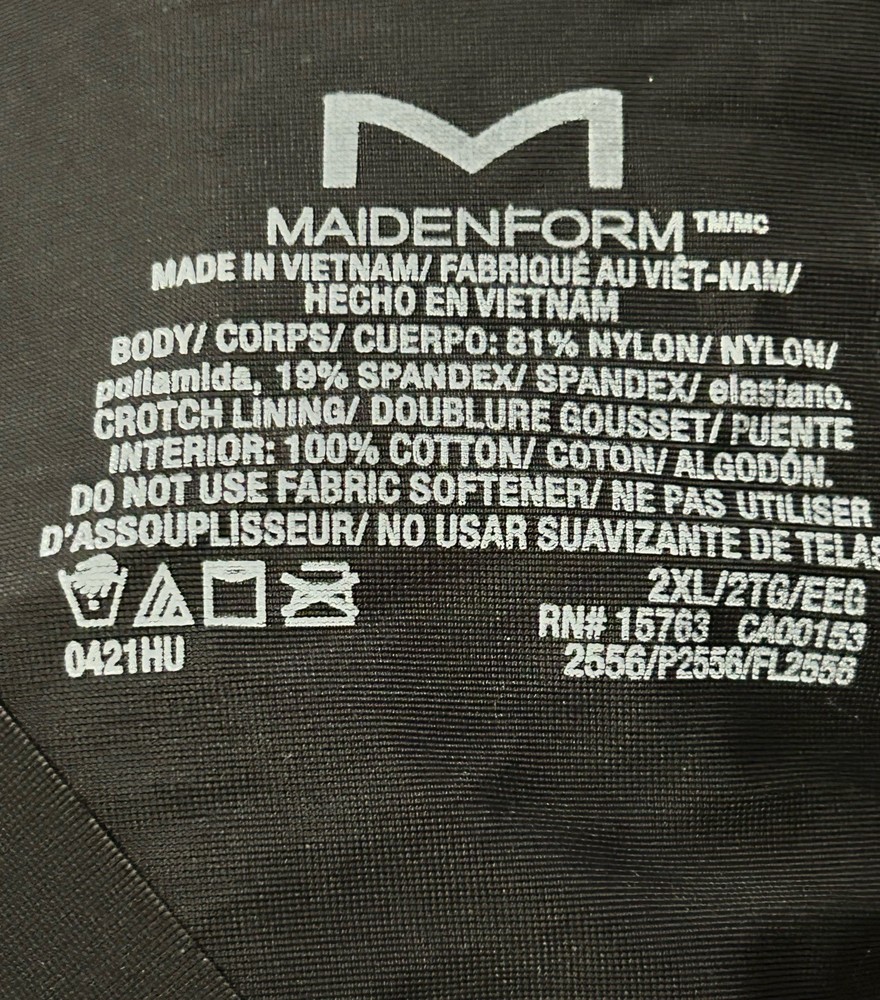 M
MAIDENFORM TM/MC
MADE IN VIETNAM/ FABRIQUÉ AU VIÊT-NAM/
HECHO EN VIETNAM
BODY/ CORPS/ CUERPO: 81% NYLON/ NYLON/
poliamida, 19% SPANDEX/ SPANDEX/ elastano.
CROTCH LINING/ DOUBLURE GOUSSET/ PUENTE
INTERIOR: 100% COTTON/ COTON/ ALGODÓN.
DO NOT USE FABRIC SOFTENER/ NE PAS UTILISER
D'ASSOUPLISSEUR/ NO USAR SUAVIZANTE DE TELAS
2XL/2TG/EEG
RN# 15763 CA00153
0421HU
2556/P2556/FL2556